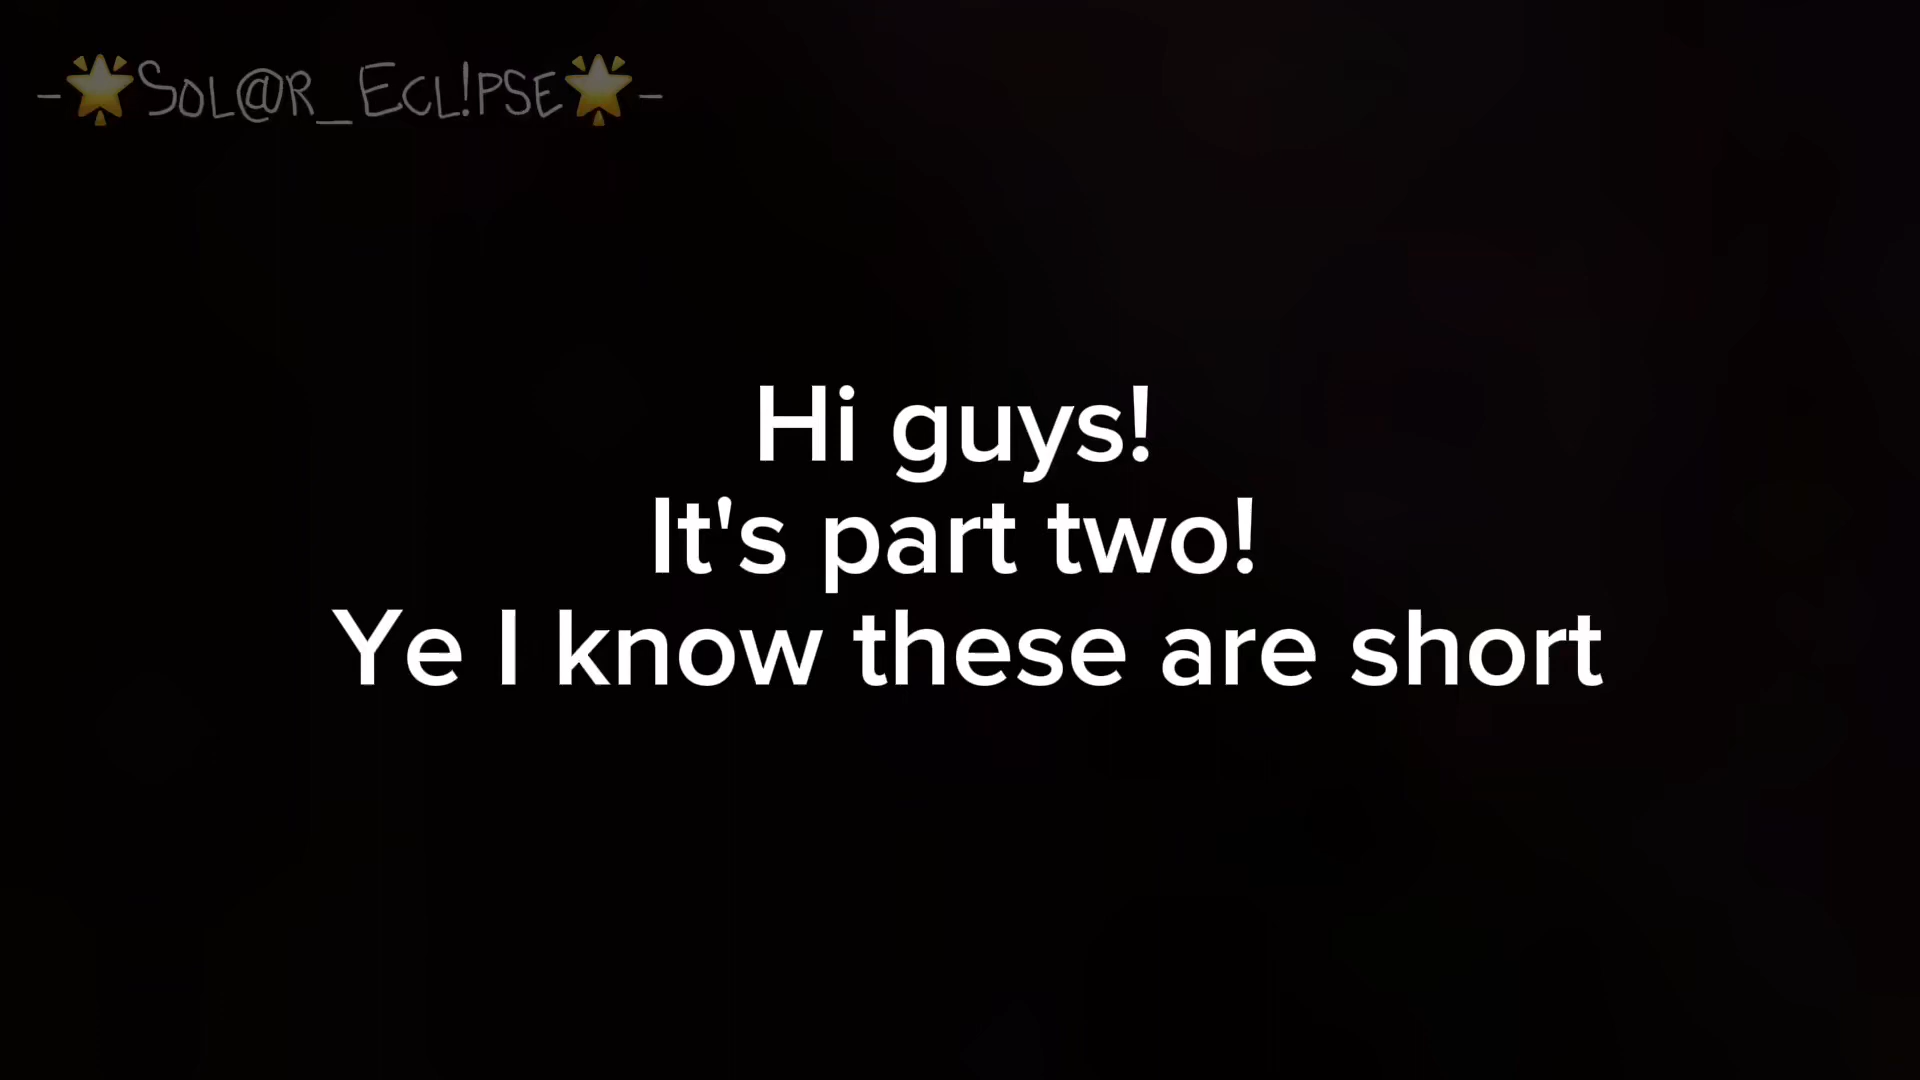 -🌟Sol@r_Ecl!pse🌟-
Hi guys!
It's part two!
Ye I know these are short